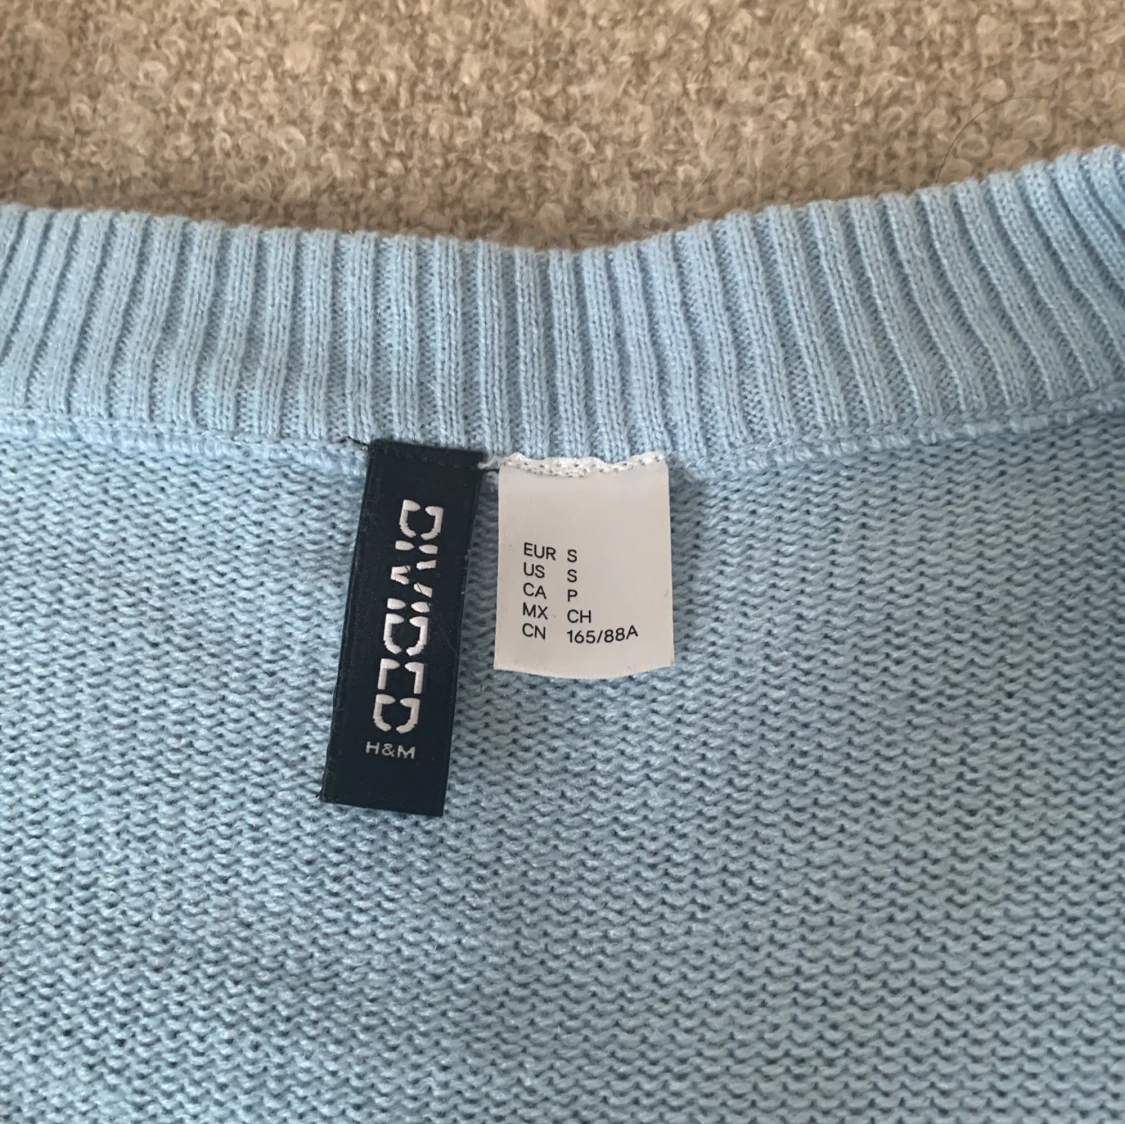 DIVIDED
H&M
EUR S
US S
CA P
MX CH
CN 165/88A